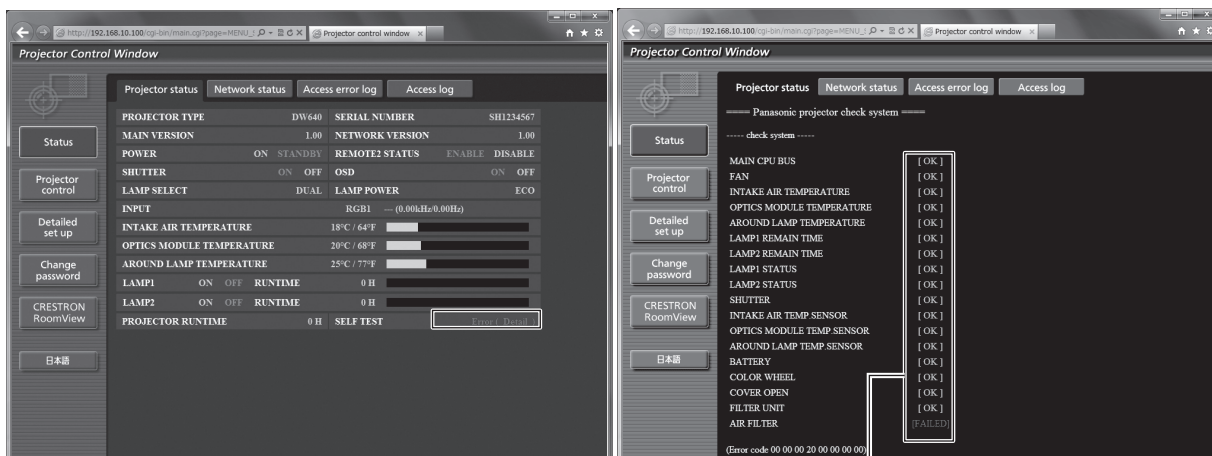 http://192.168.10.100/cgi-bin/main.cgi?page=MENU_S
Projector control window
Projector Control Window
Projector status Network status Access error log Access log
Status
Projector control
Detailed set up
Change password
CRESTRON RoomView
日本語
PROJECTOR TYPE DW640 SERIAL NUMBER SH1234567
MAIN VERSION 1.00 NETWORK VERSION 1.00
POWER ON STANDBY REMOTE2 STATUS ENABLE DISABLE
SHUTTER ON OFF OSD ON OFF
LAMP SELECT DUAL LAMP POWER ECO
INPUT RGB1 --- (0.00kHz/0.00Hz)
INTAKE AIR TEMPERATURE 18°C / 64°F
OPTICS MODULE TEMPERATURE 20°C / 68°F
AROUND LAMP TEMPERATURE 25°C / 77°F
LAMP1 ON OFF RUNTIME 0 H
LAMP2 ON OFF RUNTIME 0 H
PROJECTOR RUNTIME 0 H SELF TEST Error ( Detail )
http://192.168.10.100/cgi-bin/main.cgi?page=MENU_S
Projector control window
Projector Control Window
Projector status Network status Access error log Access log
Status
Projector control
Detailed set up
Change password
CRESTRON RoomView
日本語
==== Panasonic projector check system ====
----- check system -----
MAIN CPU BUS [ OK ]
FAN [ OK ]
INTAKE AIR TEMPERATURE [ OK ]
OPTICS MODULE TEMPERATURE [ OK ]
AROUND LAMP TEMPERATURE [ OK ]
LAMP1 REMAIN TIME [ OK ]
LAMP2 REMAIN TIME [ OK ]
LAMP1 STATUS [ OK ]
LAMP2 STATUS [ OK ]
SHUTTER [ OK ]
INTAKE AIR TEMP.SENSOR [ OK ]
OPTICS MODULE TEMP.SENSOR [ OK ]
AROUND LAMP TEMP.SENSOR [ OK ]
BATTERY [ OK ]
COLOR WHEEL [ OK ]
COVER OPEN [ OK ]
FILTER UNIT [ OK ]
AIR FILTER [FAILED]
(Error code 00 00 00 20 00 00 00 00)